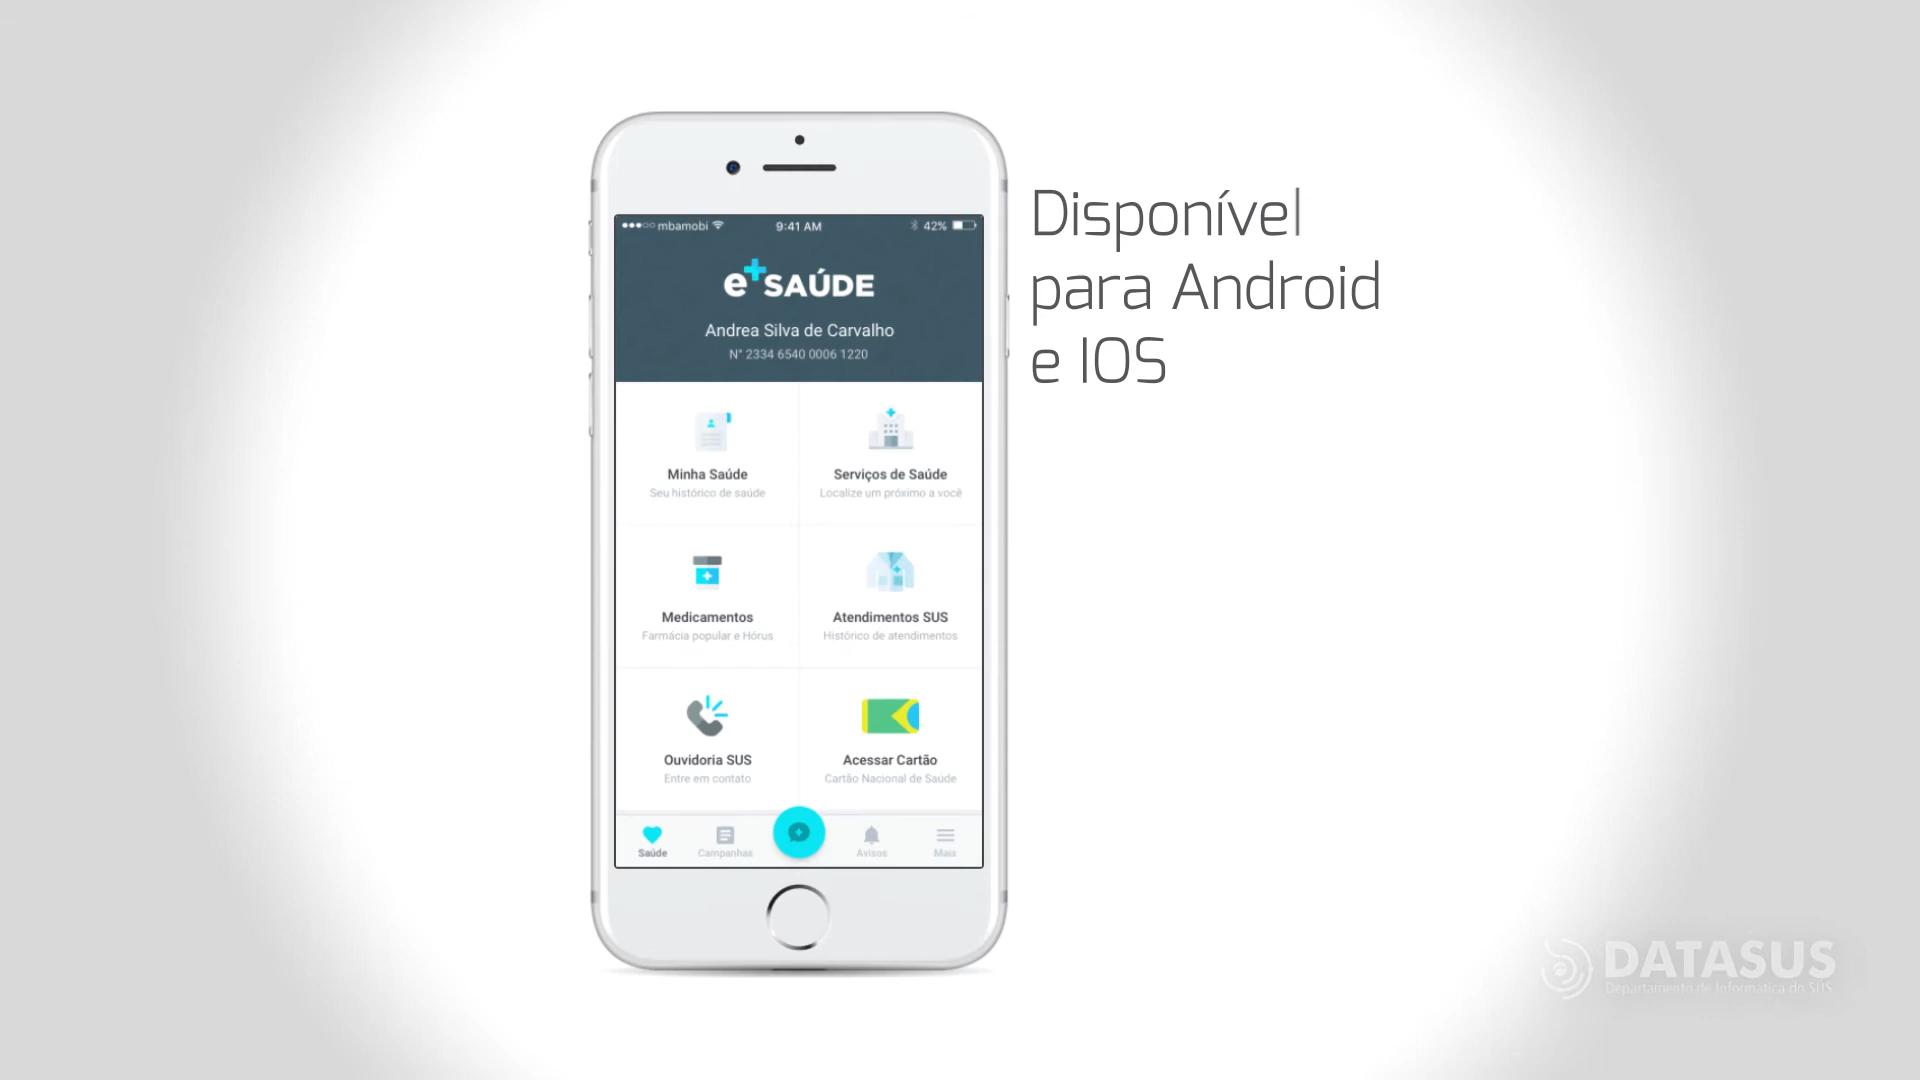 mbamobi
9:41 AM
42%
e+SAÚDE
Andrea Silva de Carvalho
N° 2334 6540 0006 1220
Minha Saúde
Seu histórico de saúde
Serviços de Saúde
Localize um próximo a você
Medicamentos
Farmácia popular e Hórus
Atendimentos SUS
Histórico de atendimentos
Ouvidoria SUS
Entre em contato
Acessar Cartão
Cartão Nacional de Saúde
Saúde
Campanhas
Avisos
Mais
Disponível
para Android
e IOS
DATASUS
Departamento de Informática do SUS